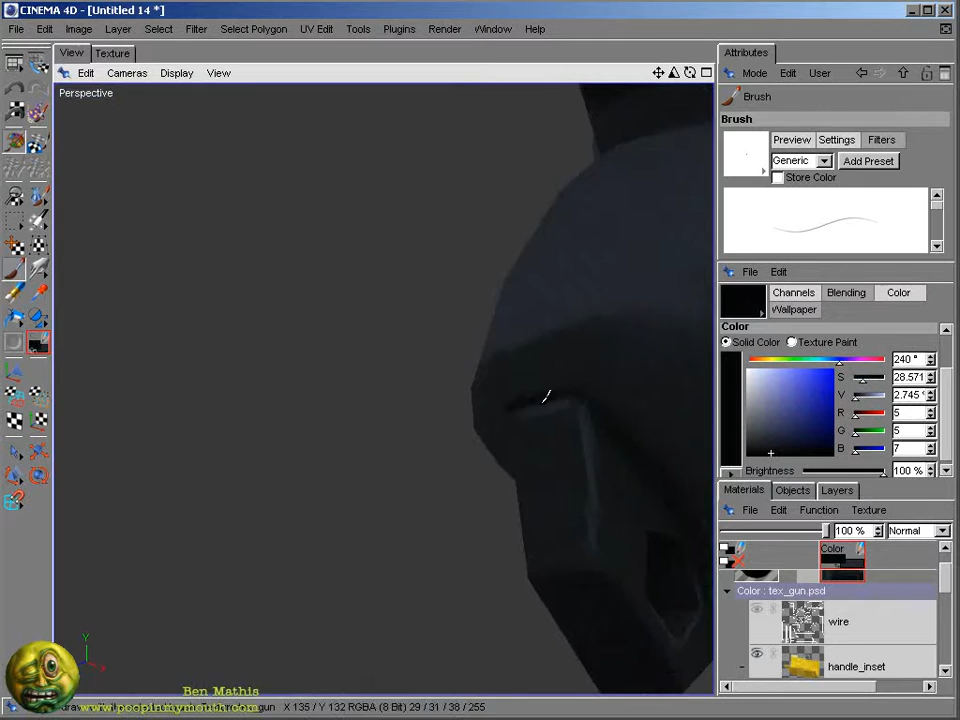 CINEMA 4D - [Untitled 14 *]
File Edit Image Layer Select Filter Select Polygon UV Edit Tools Plugins Render Window Help
View Texture
Edit Cameras Display View
Perspective
Attributes
Mode Edit User
Brush
Brush
Preview Settings Filters
Generic Add Preset
Store Color
File Edit
Channels Blending Color
Wallpaper
Color
Solid Color Texture Paint
240 °
S 28.571
V 2.745
R 5
G 5
B 7
Brightness 100 %
Materials Objects Layers
File Edit Function Texture
100 % Normal
Color
Color : tex_gun.psd
wire
handle_inset
Y
X
Ben Mathis
www.poopinmymouth.com
gun X 135 / Y 132 RGBA (8 Bit) 29 / 31 / 38 / 255